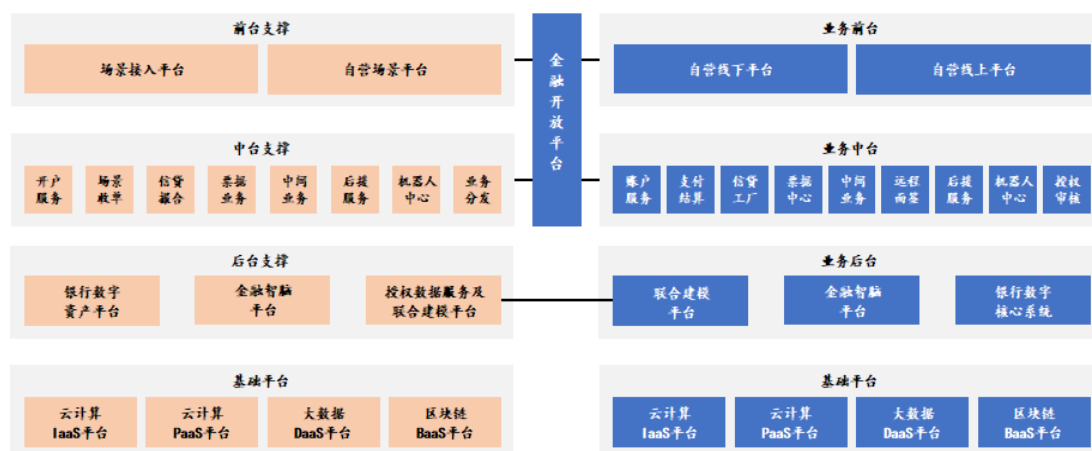 前台支撑
场景接入平台
自营场景平台
中台支撑
开户
服务
场景
收单
信贷
撮合
票据
业务
中间
业务
后援
服务
机器人
中心
业务
分发
后台支撑
银行数字
资产平台
金融智脑
平台
授权数据服务及
联合建模平台
基础平台
云计算
IaaS平台
云计算
PaaS平台
大数据
DaaS平台
区块链
BaaS平台
金
融
开
放
平
台
业务前台
自营线下平台
自营线上平台
业务中台
账户
服务
支付
结算
信贷
工厂
票据
中心
中间
业务
远程
面签
后援
服务
机器人
中心
授权
审核
业务后台
联合建模
平台
金融智脑
平台
银行数字
核心系统
基础平台
云计算
IaaS平台
云计算
PaaS平台
大数据
DaaS平台
区块链
BaaS平台